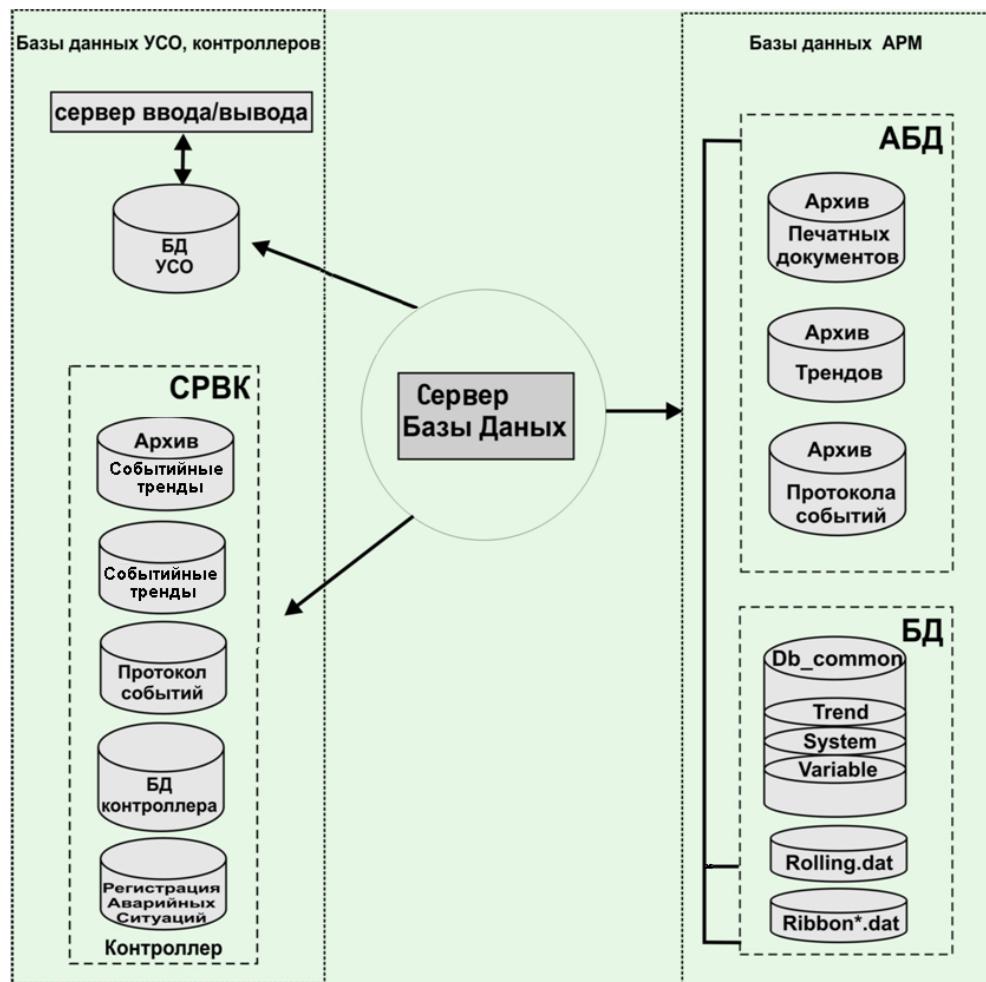 Базы данных УСО, контроллеров
сервер ввода/вывода
БД
УСО
СРВК
Архив
Событийные
тренды
Событийные
тренды
Протокол
событий
БД
контроллера
Регистрация
Аварийных
Ситуаций
Контроллер
Сервер
Базы Даных
Базы данных АРМ
АБД
Архив
Печатных
документов
Архив
Трендов
Архив
Протокола
событий
БД
Db_common
Trend
System
Variable
Rolling.dat
Ribbon*.dat